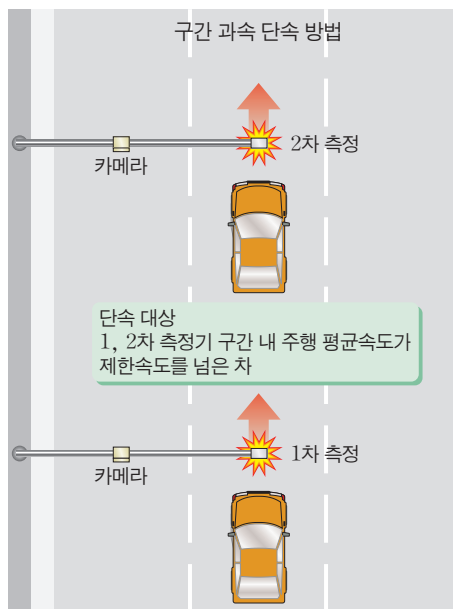 구간 과속 단속 방법
2차 측정
카메라
단속 대상
1, 2차 측정기 구간 내 주행 평균속도가
제한속도를 넘은 차
1차 측정
카메라